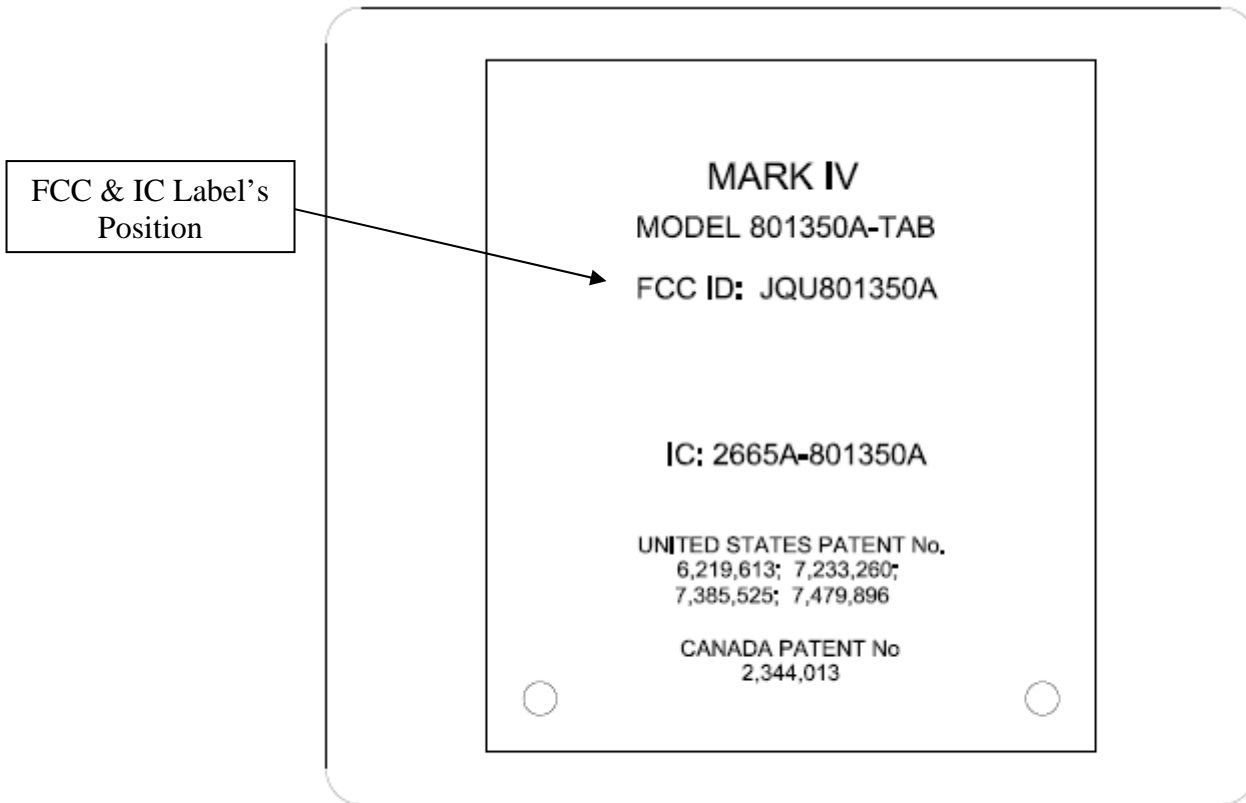 FCC & IC Label’s
Position
MARK IV
MODEL 801350A-TAB
FCC ID: JQU801350A
IC: 2665A-801350A
UNITED STATES PATENT No.
6,219,613; 7,233,260;
7,385,525; 7,479,896
CANADA PATENT No
2,344,013